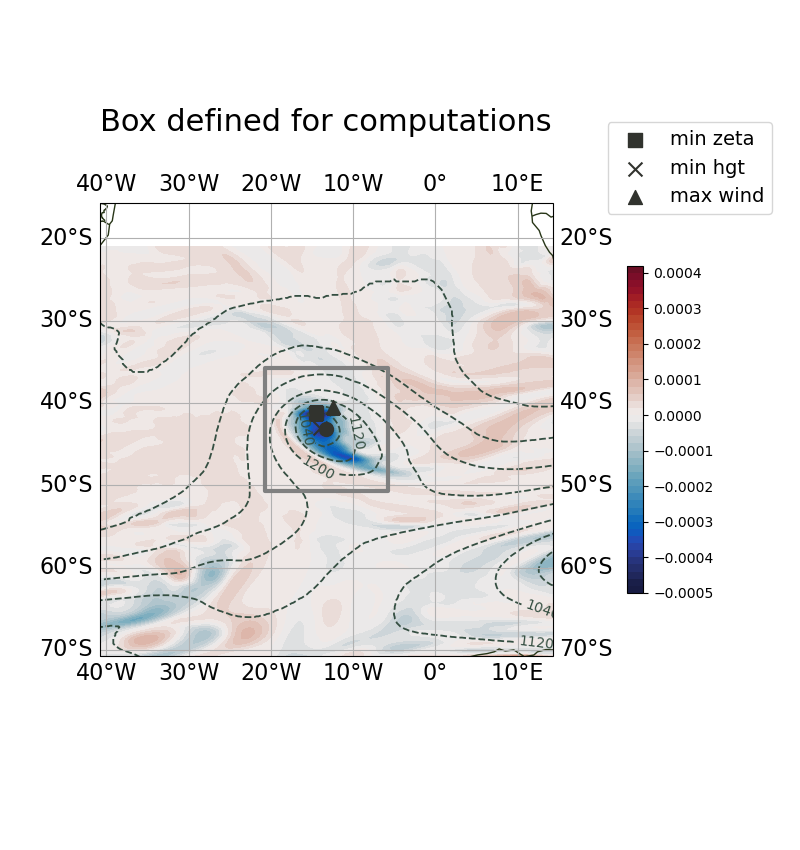 Box defined for computations
min zeta
min hgt
max wind
40°W 30°W 20°W 10°W 0° 10°E
20°S 20°S
30°S 30°S
40°S 40°S
50°S 50°S
60°S 60°S
70°S 70°S
40°W 30°W 20°W 10°W 0° 10°E
1040
1120
1200
1040
1120
0.0004
0.0003
0.0002
0.0001
0.0000
−0.0001
−0.0002
−0.0003
−0.0004
−0.0005